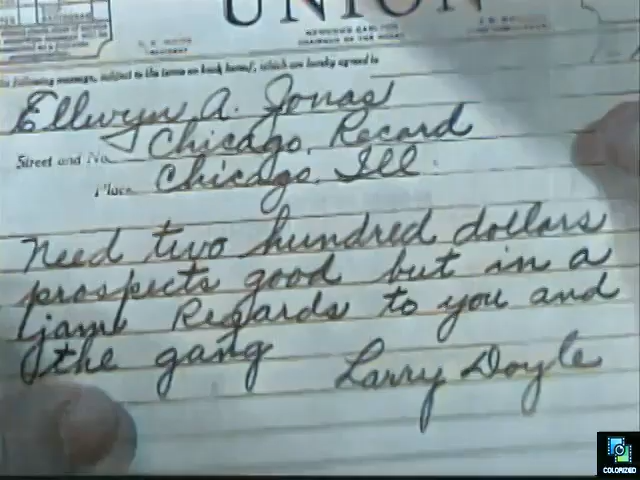 UNION
following message, subject to the terms on back hereof, which are hereby agreed to
Ellwyn A. Jonas
Chicago Record
Street and No.
Place
Chicago, Ill.
Need two hundred dollars
prospects good but in a
jam Regards to you and
the gang
Larry Doyle
COLORIZED